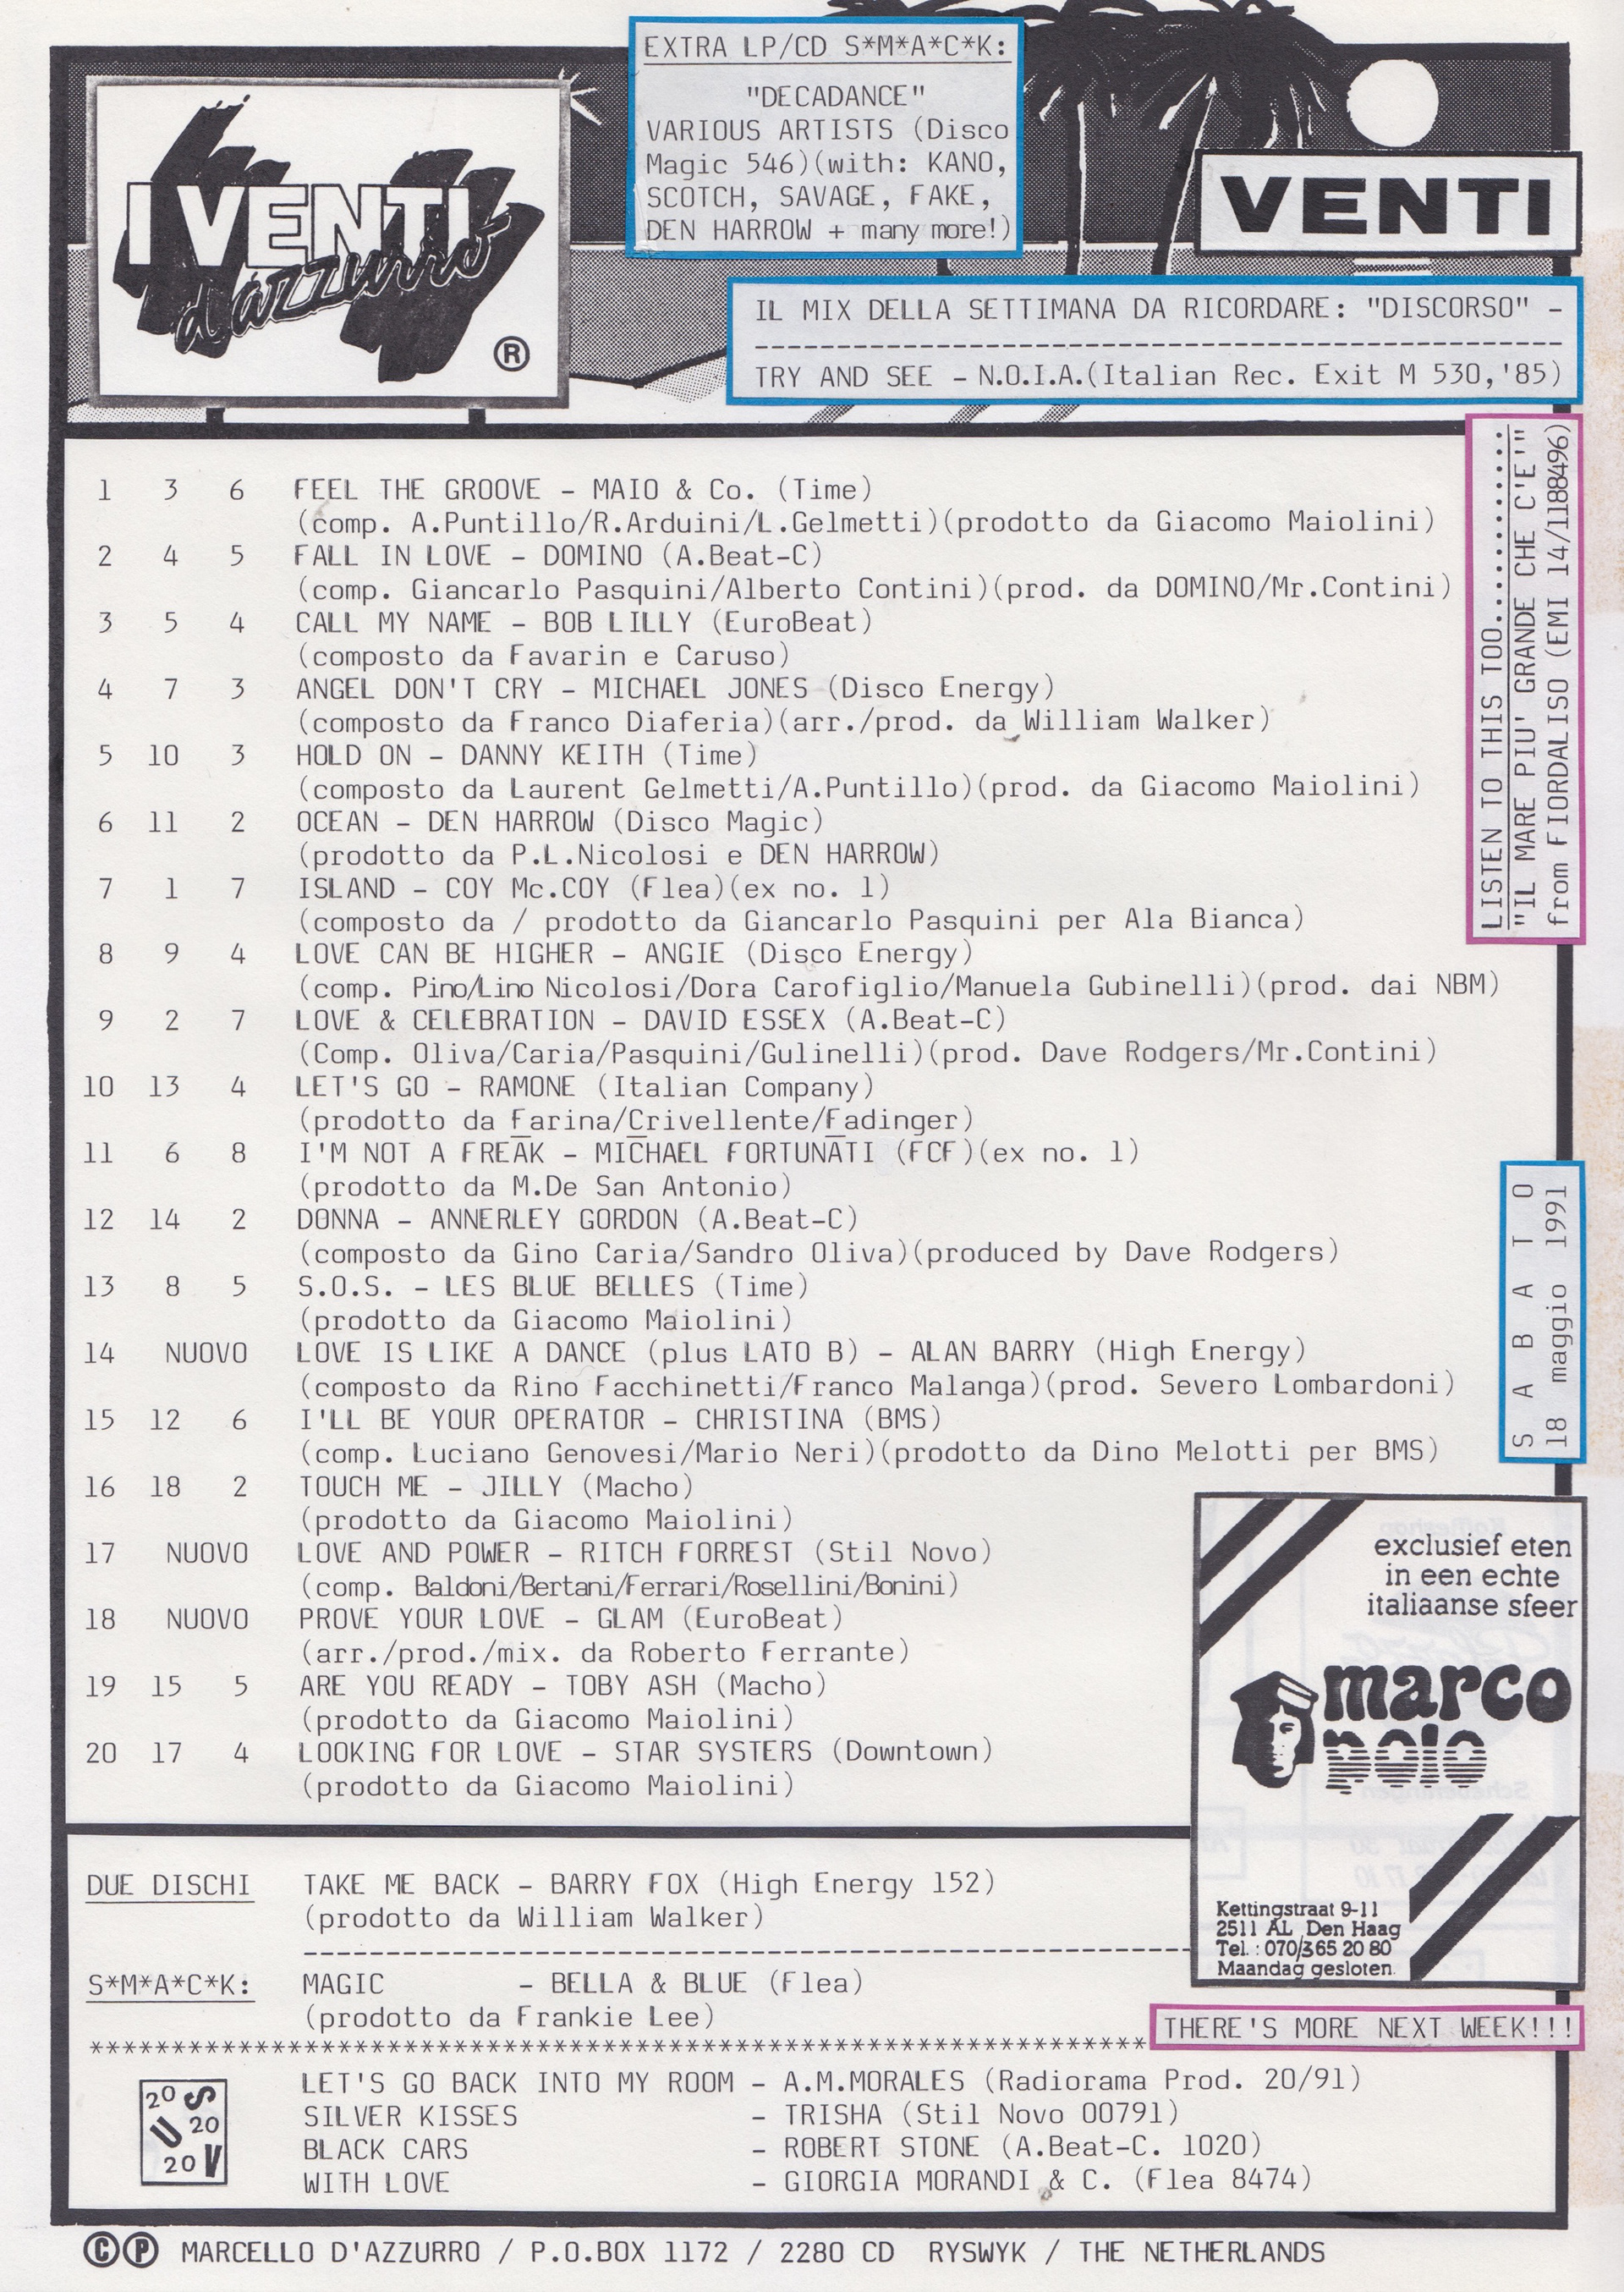 EXTRA LP/CD S*M*A*C*K:
"DECADANCE"
VARIOUS ARTISTS (Disco
Magic 546)(with: KANO,
SCOTCH, SAVAGE, FAKE,
DEN HARROW + many more!)
I VENTI
d'azzurro
®
VENTI
IL MIX DELLA SETTIMANA DA RICORDARE: "DISCORSO" -
TRY AND SEE - N.O.I.A.(Italian Rec. Exit M 530,'85)
LISTEN TO THIS TOO....................
"IL MARE PIU' GRANDE CHE C'E'"
from FIORDALISO (EMI 14/1188496)
1 3 6 FEEL THE GROOVE - MAIO & Co. (Time)
(comp. A.Puntillo/R.Arduini/L.Gelmetti)(prodotto da Giacomo Maiolini)
2 4 5 FALL IN LOVE - DOMINO (A.Beat-C)
(comp. Giancarlo Pasquini/Alberto Contini)(prod. da DOMINO/Mr.Contini)
3 5 4 CALL MY NAME - BOB LILLY (EuroBeat)
(composto da Favarin e Caruso)
4 7 3 ANGEL DON'T CRY - MICHAEL JONES (Disco Energy)
(composto da Franco Diaferia)(arr./prod. da William Walker)
5 10 3 HOLD ON - DANNY KEITH (Time)
(composto da Laurent Gelmetti/A.Puntillo)(prod. da Giacomo Maiolini)
6 11 2 OCEAN - DEN HARROW (Disco Magic)
(prodotto da P.L.Nicolosi e DEN HARROW)
7 1 7 ISLAND - COY Mc.COY (Flea)(ex no. 1)
(composto da / prodotto da Giancarlo Pasquini per Ala Bianca)
8 9 4 LOVE CAN BE HIGHER - ANGIE (Disco Energy)
(comp. Pino/Lino Nicolosi/Dora Carofiglio/Manuela Gubinelli)(prod. dai NBM)
9 2 7 LOVE & CELEBRATION - DAVID ESSEX (A.Beat-C)
(Comp. Oliva/Caria/Pasquini/Gulinelli)(prod. Dave Rodgers/Mr.Contini)
10 13 4 LET'S GO - RAMONE (Italian Company)
(prodotto da Farina/Crivellente/Fadinger)
11 6 8 I'M NOT A FREAK - MICHAEL FORTUNATI (FCF)(ex no. 1)
(prodotto da M.De San Antonio)
12 14 2 DONNA - ANNERLEY GORDON (A.Beat-C)
(composto da Gino Caria/Sandro Oliva)(produced by Dave Rodgers)
13 8 5 S.O.S. - LES BLUE BELLES (Time)
(prodotto da Giacomo Maiolini)
14 NUOVO LOVE IS LIKE A DANCE (plus LATO B) - ALAN BARRY (High Energy)
(composto da Rino Facchinetti/Franco Malanga)(prod. Severo Lombardoni)
15 12 6 I'LL BE YOUR OPERATOR - CHRISTINA (BMS)
(comp. Luciano Genovesi/Mario Neri)(prodotto da Dino Melotti per BMS)
16 18 2 TOUCH ME - JILLY (Macho)
(prodotto da Giacomo Maiolini)
17 NUOVO LOVE AND POWER - RITCH FORREST (Stil Novo)
(comp. Baldoni/Bertani/Ferrari/Rosellini/Bonini)
18 NUOVO PROVE YOUR LOVE - GLAM (EuroBeat)
(arr./prod./mix. da Roberto Ferrante)
19 15 5 ARE YOU READY - TOBY ASH (Macho)
(prodotto da Giacomo Maiolini)
20 17 4 LOOKING FOR LOVE - STAR SYSTERS (Downtown)
(prodotto da Giacomo Maiolini)
SABATO
18 maggio 1991
exclusief eten
in een echte
italiaanse sfeer
marco
polo
Kettingstraat 9-11
2511 AL Den Haag
Tel.: 070/365 20 80
Maandag gesloten.
DUE DISCHI TAKE ME BACK - BARRY FOX (High Energy 152)
(prodotto da William Walker)
S*M*A*C*K: MAGIC - BELLA & BLUE (Flea)
(prodotto da Frankie Lee)
THERE'S MORE NEXT WEEK!!!
20 S
U 20
20 V
LET'S GO BACK INTO MY ROOM - A.M.MORALES (Radiorama Prod. 20/91)
SILVER KISSES - TRISHA (Stil Novo 00791)
BLACK CARS - ROBERT STONE (A.Beat-C. 1020)
WITH LOVE - GIORGIA MORANDI & C. (Flea 8474)
©℗ MARCELLO D'AZZURRO / P.O.BOX 1172 / 2280 CD RYSWYK / THE NETHERLANDS